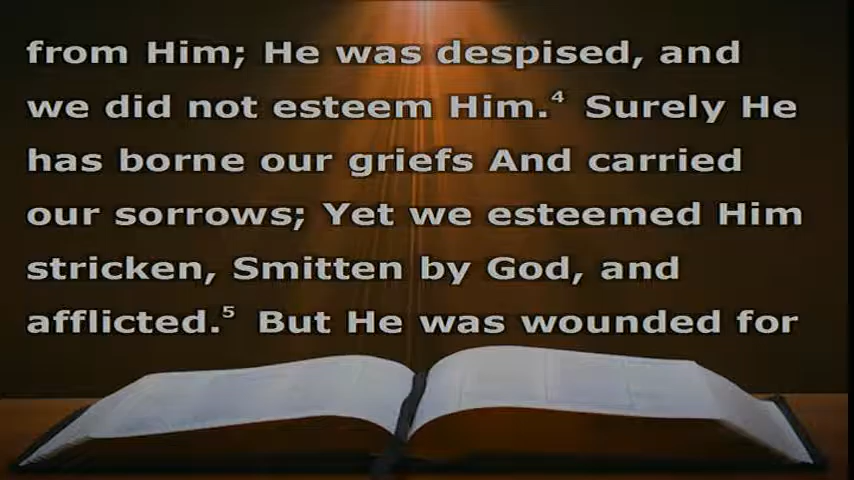 from Him; He was despised, and
we did not esteem Him.⁴ Surely He
has borne our griefs And carried
our sorrows; Yet we esteemed Him
stricken, Smitten by God, and
afflicted.⁵ But He was wounded for